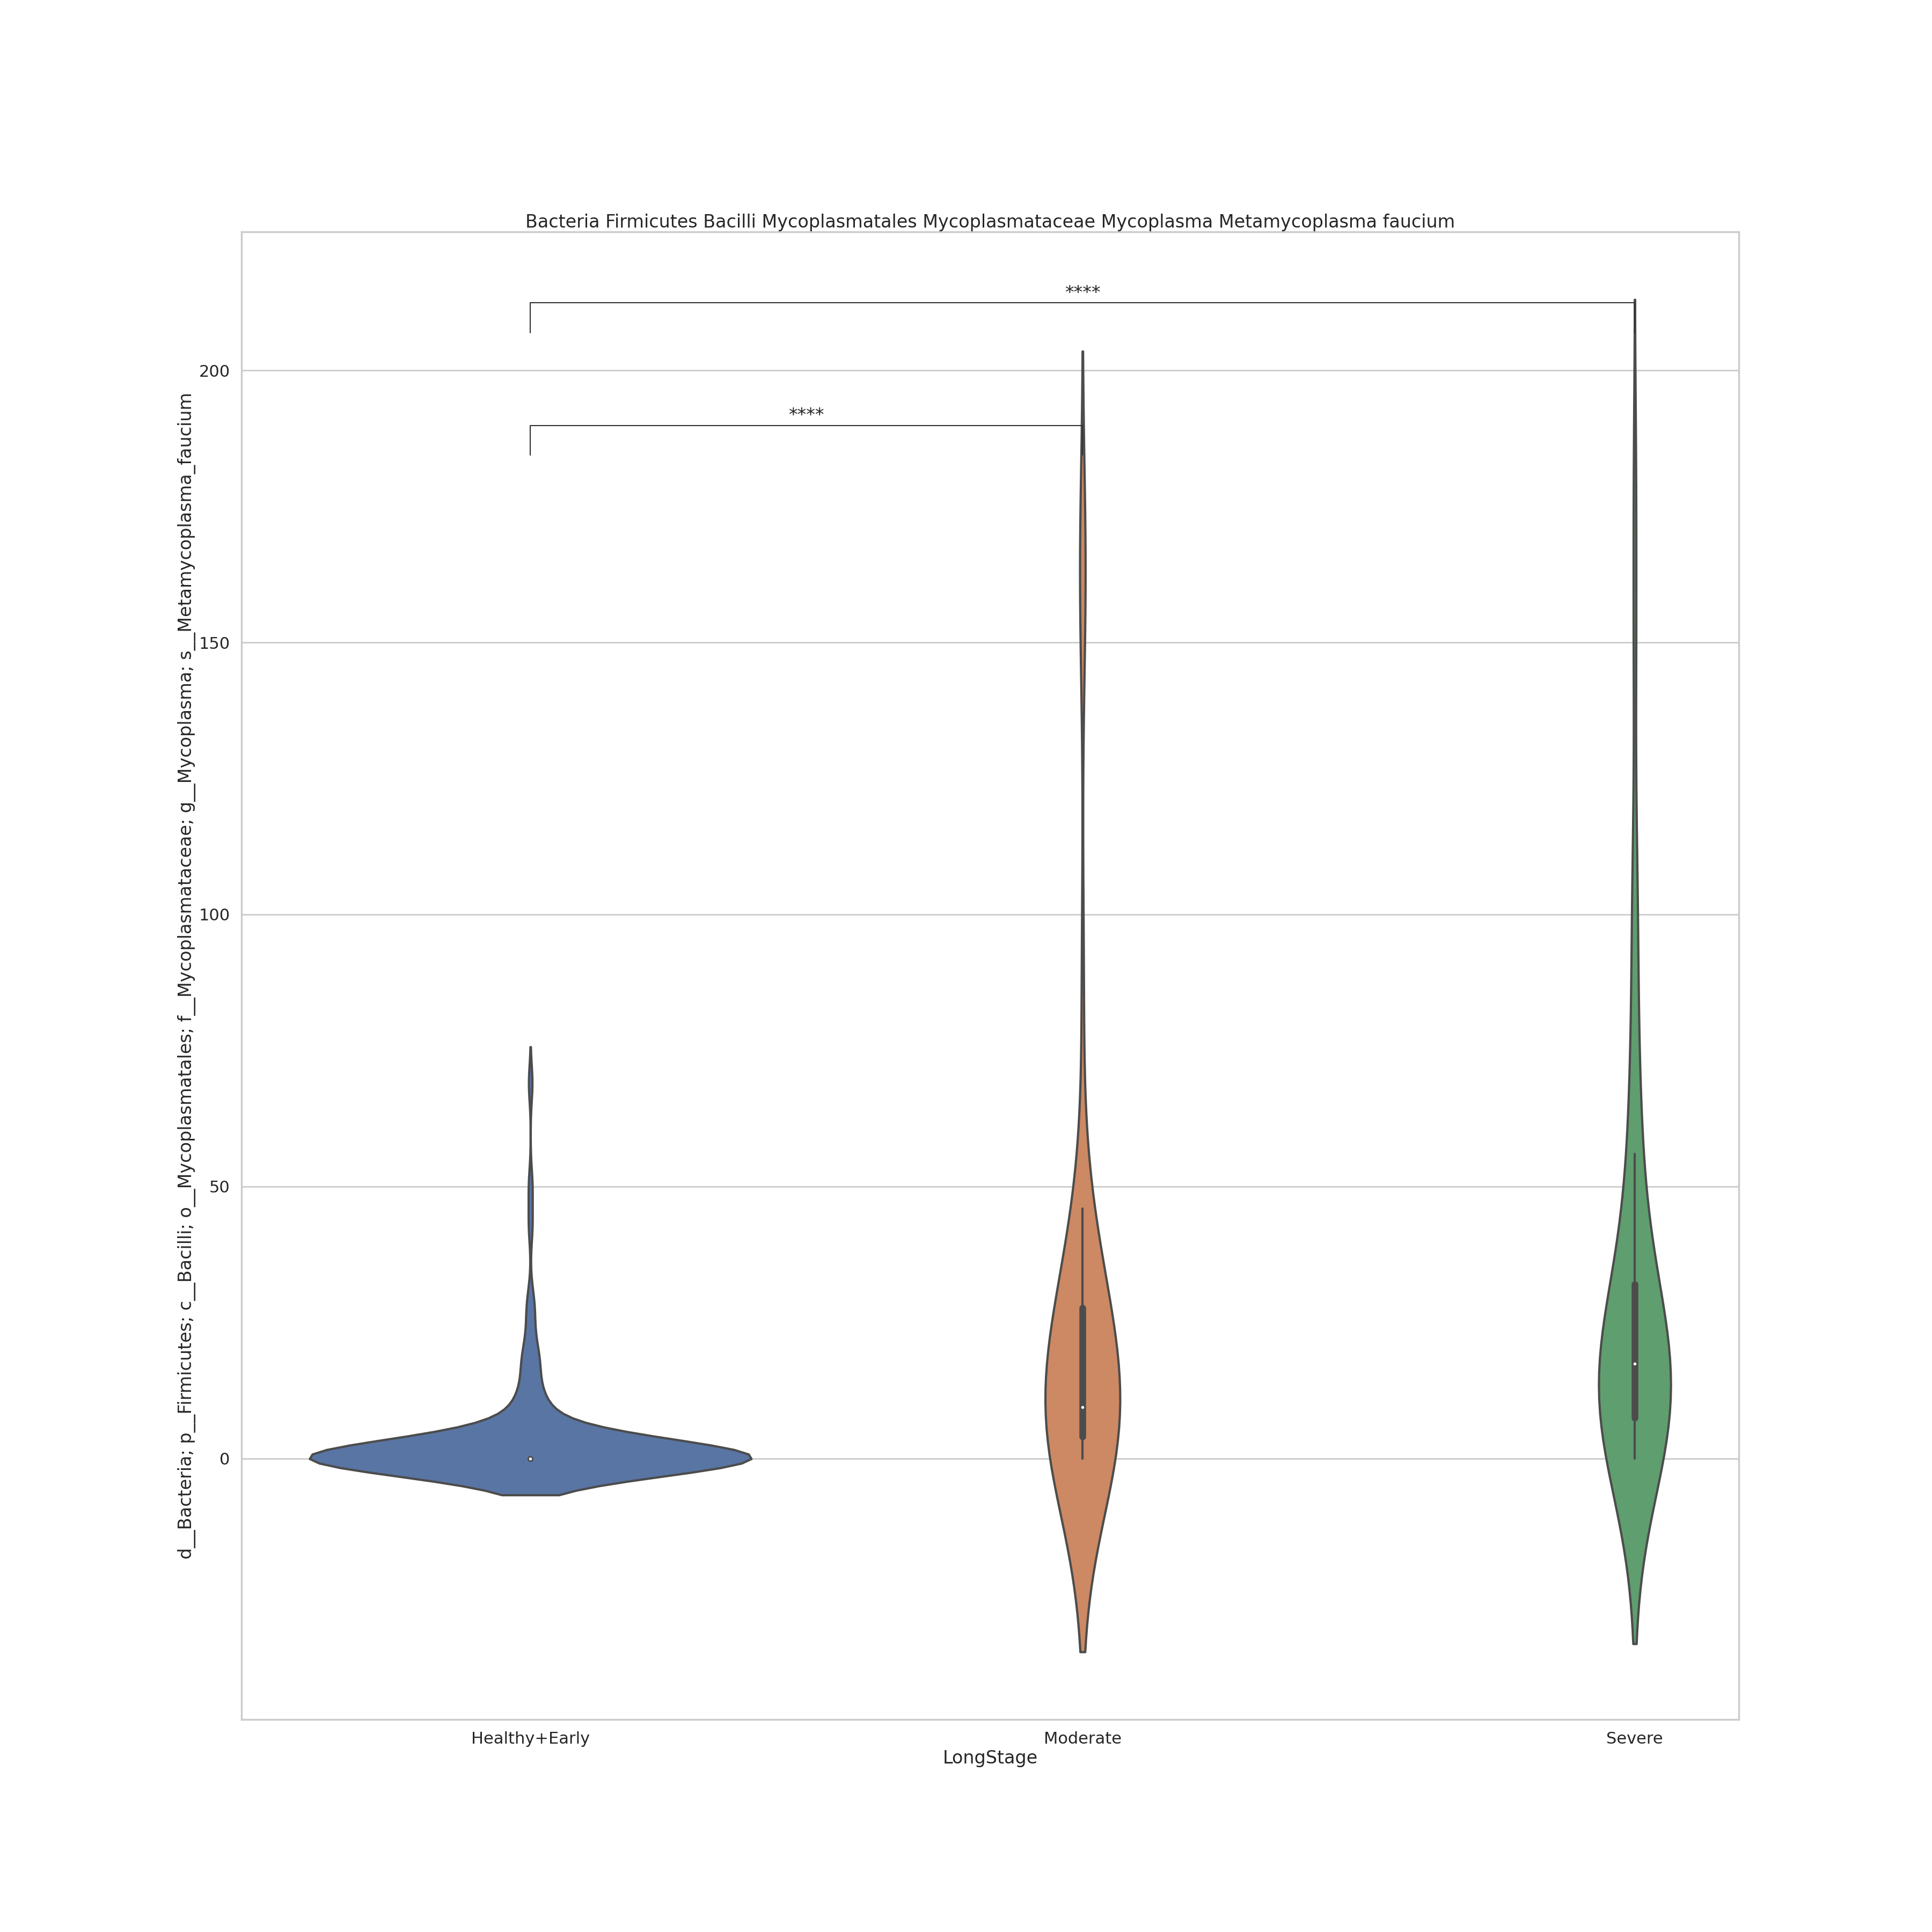 Bacteria Firmicutes Bacilli Mycoplasmatales Mycoplasmataceae Mycoplasma Metamycoplasma faucium
****
****
200
150
100
50
0
d__Bacteria; p__Firmicutes; c__Bacilli; o__Mycoplasmatales; f__Mycoplasmataceae; g__Mycoplasma; s__Metamycoplasma_faucium
Healthy+Early
Moderate
Severe
LongStage